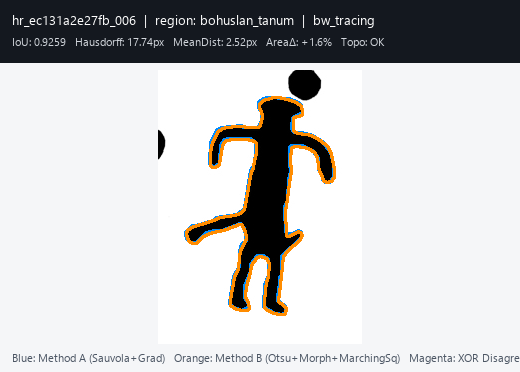 hr_ec131a2e27fb_006 | region: bohuslan_tanum | bw_tracing
IoU: 0.9259 Hausdorff: 17.74px MeanDist: 2.52px AreaΔ: +1.6% Topo: OK
Blue: Method A (Sauvola+Grad) Orange: Method B (Otsu+Morph+MarchingSq) Magenta: XOR Disagre